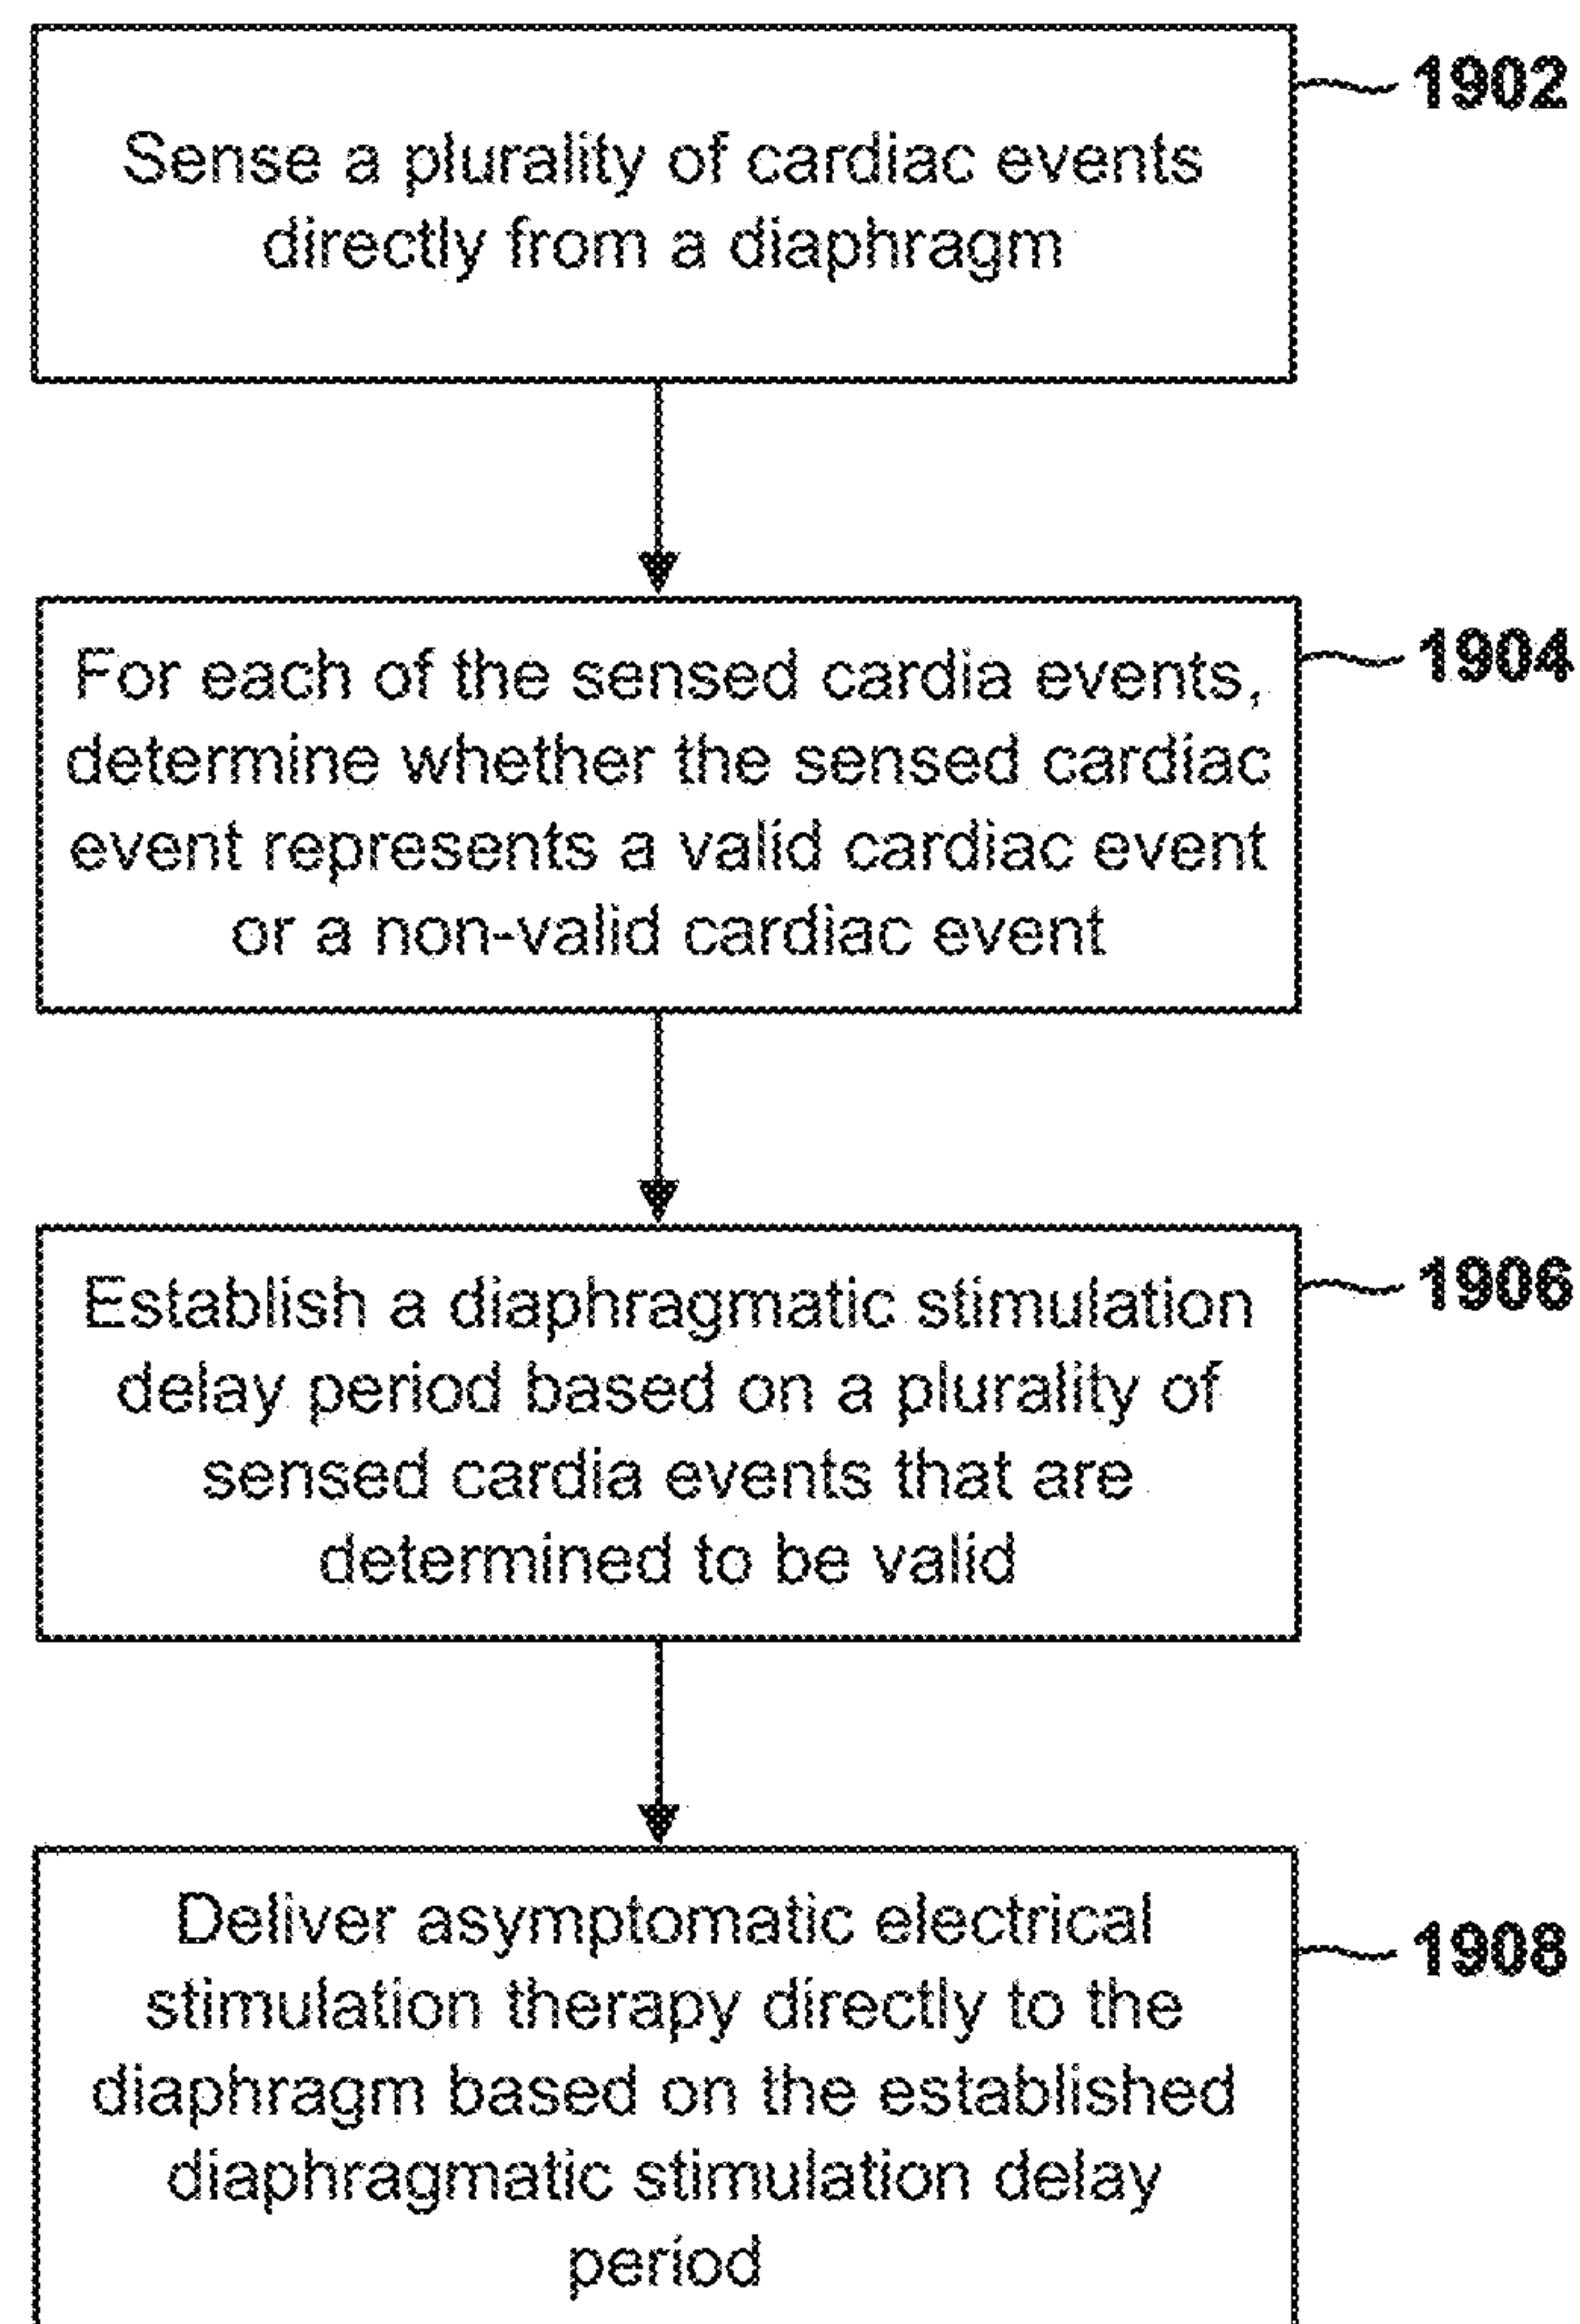 1902
Sense a plurality of cardiac events
directly from a diaphragm
1904
For each of the sensed cardia events,
determine whether the sensed cardiac
event represents a valid cardiac event
or a non-valid cardiac event
1906
Establish a diaphragmatic stimulation
delay period based on a plurality of
sensed cardia events that are
determined to be valid
1908
Deliver asymptomatic electrical
stimulation therapy directly to the
diaphragm based on the established
diaphragmatic stimulation delay
period